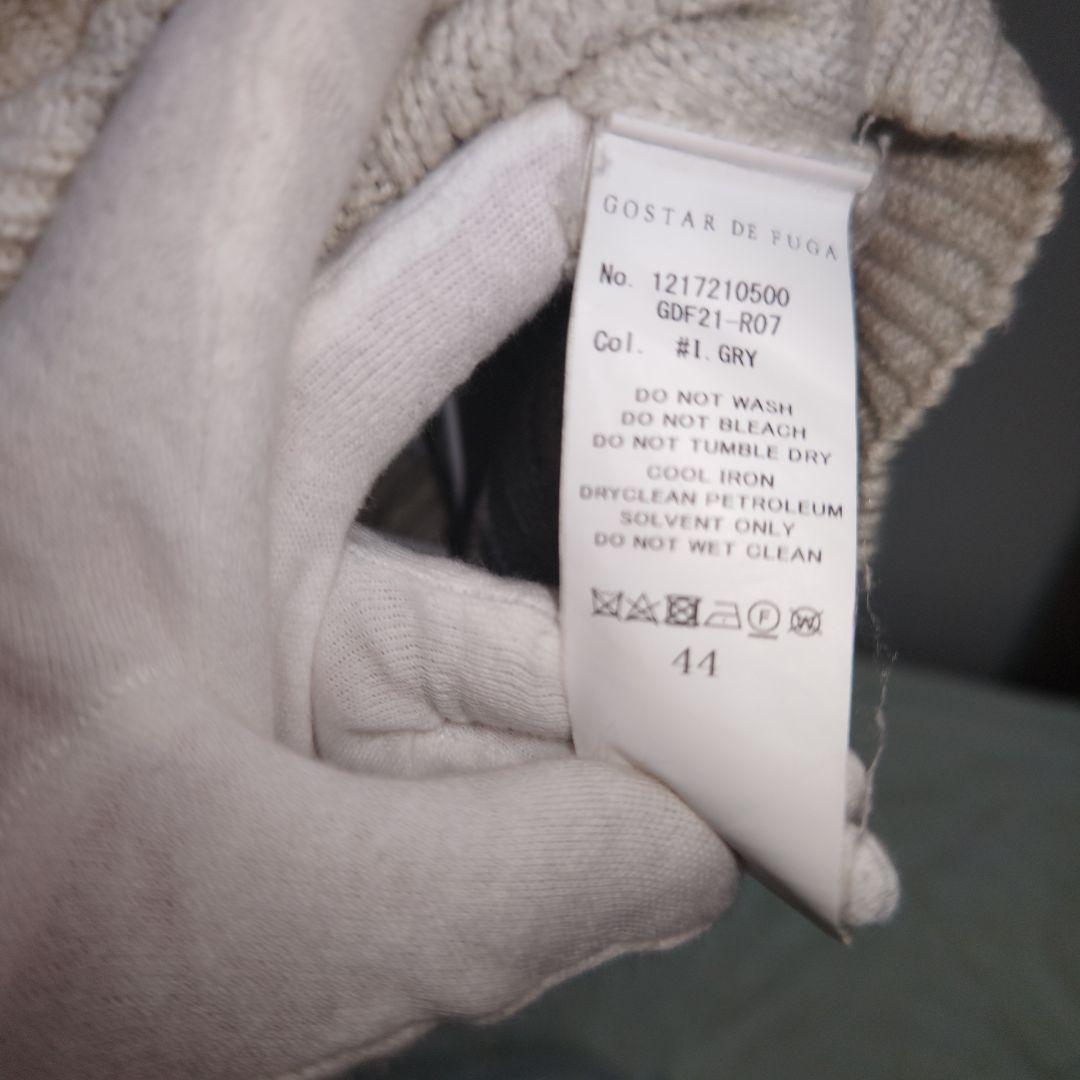 GOSTAR DE FUGA
No. 1217210500
GDF21-R07
Col. #1.GRY
DO NOT WASH
DO NOT BLEACH
DO NOT TUMBLE DRY
COOL IRON
DRYCLEAN PETROLEUM
SOLVENT ONLY
DO NOT WET CLEAN
F W
44